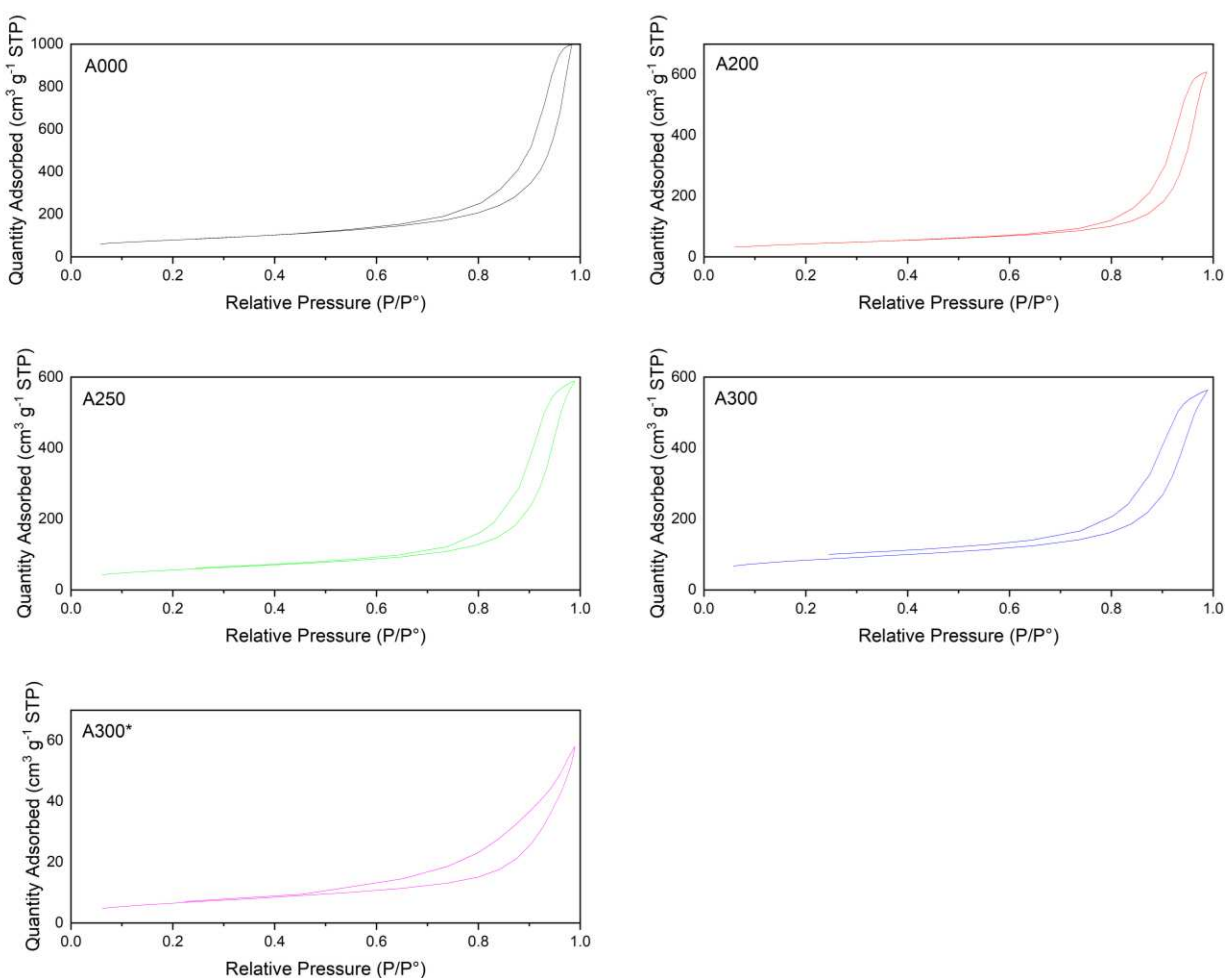 A000
Quantity Adsorbed (cm³ g⁻¹ STP)
1000
800
600
400
200
0
0.0 0.2 0.4 0.6 0.8 1.0
Relative Pressure (P/P°)
A200
Quantity Adsorbed (cm³ g⁻¹ STP)
600
400
200
0
0.0 0.2 0.4 0.6 0.8 1.0
Relative Pressure (P/P°)
A250
Quantity Adsorbed (cm³ g⁻¹ STP)
600
400
200
0
0.0 0.2 0.4 0.6 0.8 1.0
Relative Pressure (P/P°)
A300
Quantity Adsorbed (cm³ g⁻¹ STP)
600
400
200
0
0.0 0.2 0.4 0.6 0.8 1.0
Relative Pressure (P/P°)
A300*
Quantity Adsorbed (cm³ g⁻¹ STP)
60
40
20
0
0.0 0.2 0.4 0.6 0.8 1.0
Relative Pressure (P/P°)